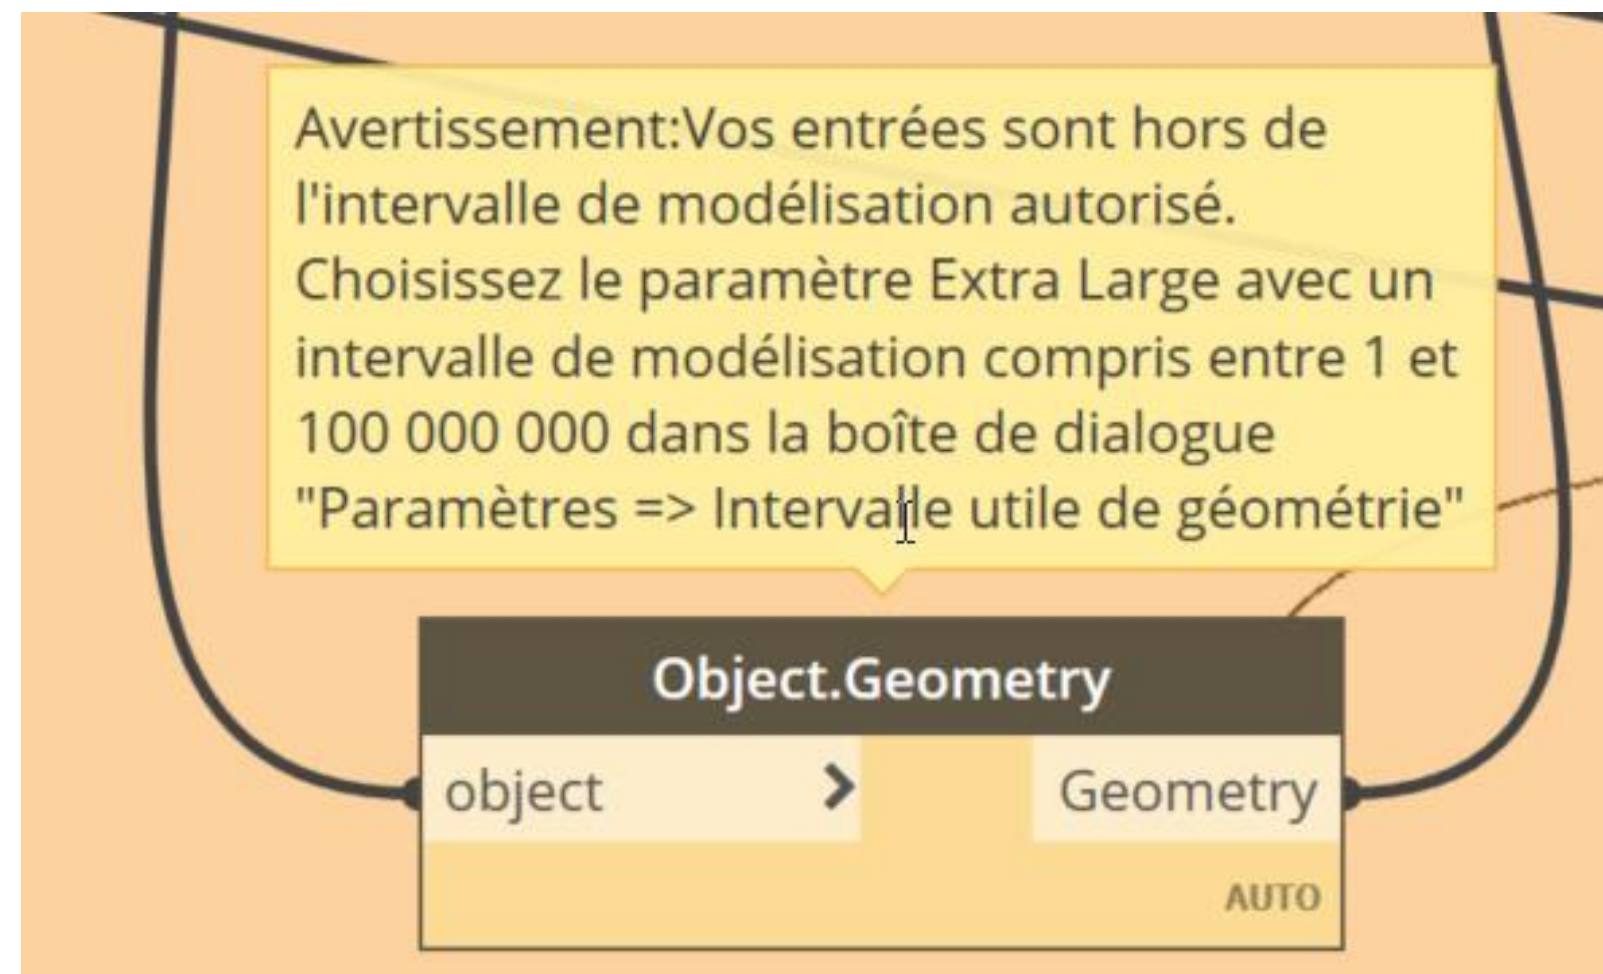 Avertissement:Vos entrées sont hors de
l'intervalle de modélisation autorisé.
Choisissez le paramètre Extra Large avec un
intervalle de modélisation compris entre 1 et
100 000 000 dans la boîte de dialogue
"Paramètres => Intervalle utile de géométrie"
Object.Geometry
object > Geometry
AUTO